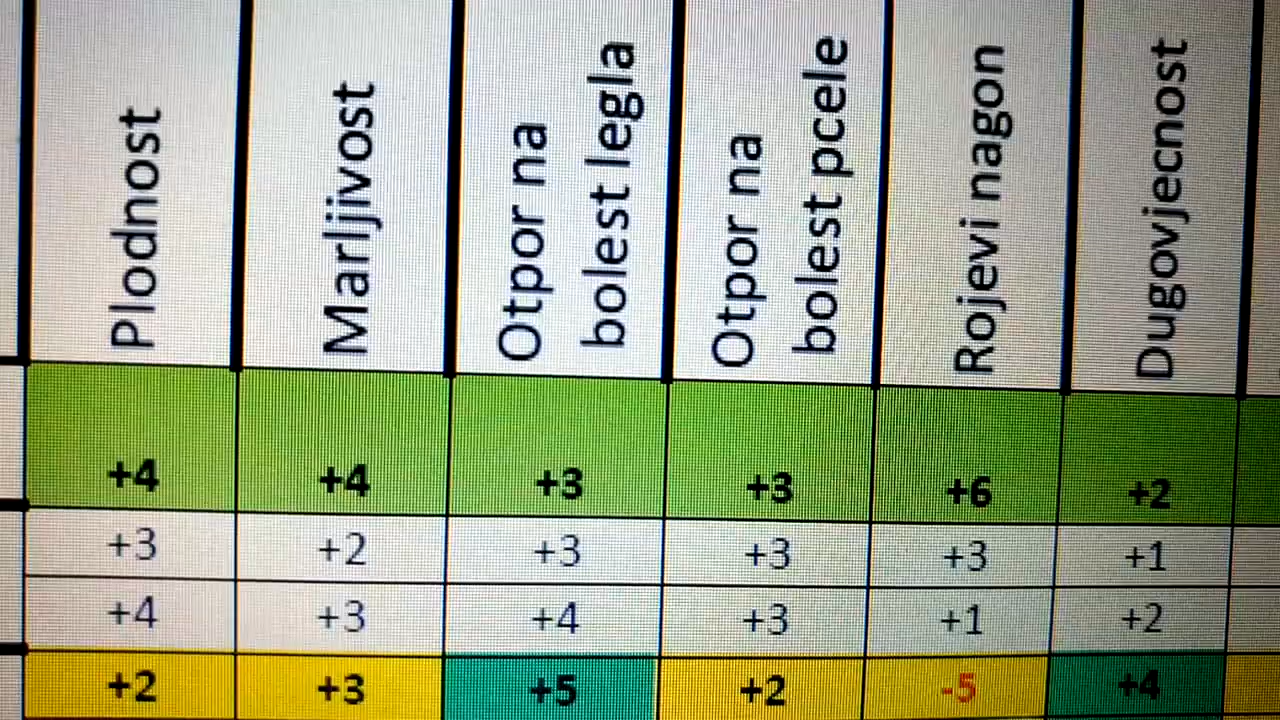 Plodnost
Marljivost
Otpor na
bolest legla
Otpor na
bolest pcele
Rojevi nagon
Dugovjecnost
+4 +4 +3 +3 +6 +2
+3 +2 +3 +3 +3 +1
+4 +3 +4 +3 +1 +2
+2 +3 +5 +2 -5 +4